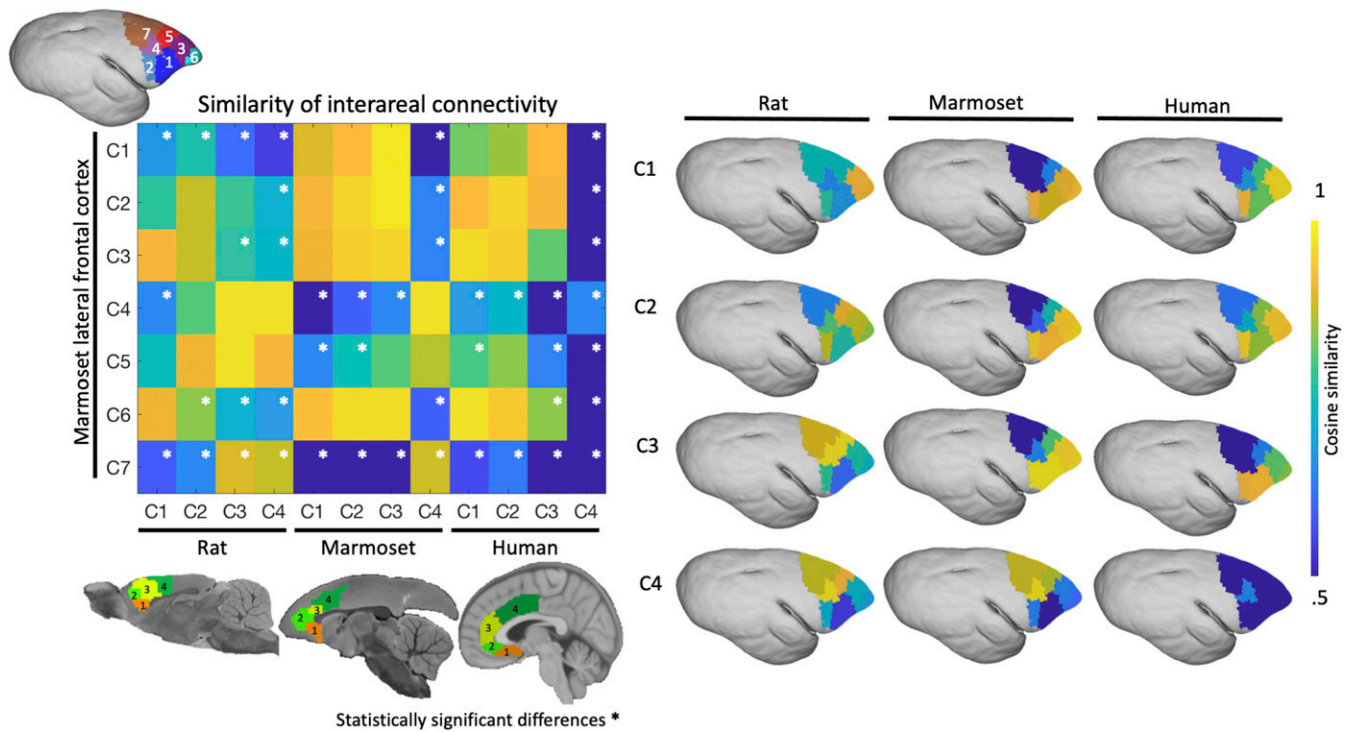 7 5
4 3
2 1 6
Similarity of interareal connectivity
Marmoset lateral frontal cortex
C1 * * * * * *
C2 * * *
C3 * * * *
C4 * * * * * * * *
C5 * * * * *
C6 * * * * * *
C7 * * * * * * * * * * * *
C1 C2 C3 C4 C1 C2 C3 C4 C1 C2 C3 C4
Rat Marmoset Human
2 3 4 1
2 3 4 1
4 3 2 1
Statistically significant differences *
Rat Marmoset Human
C1
C2
C3
C4
1
Cosine similarity
.5